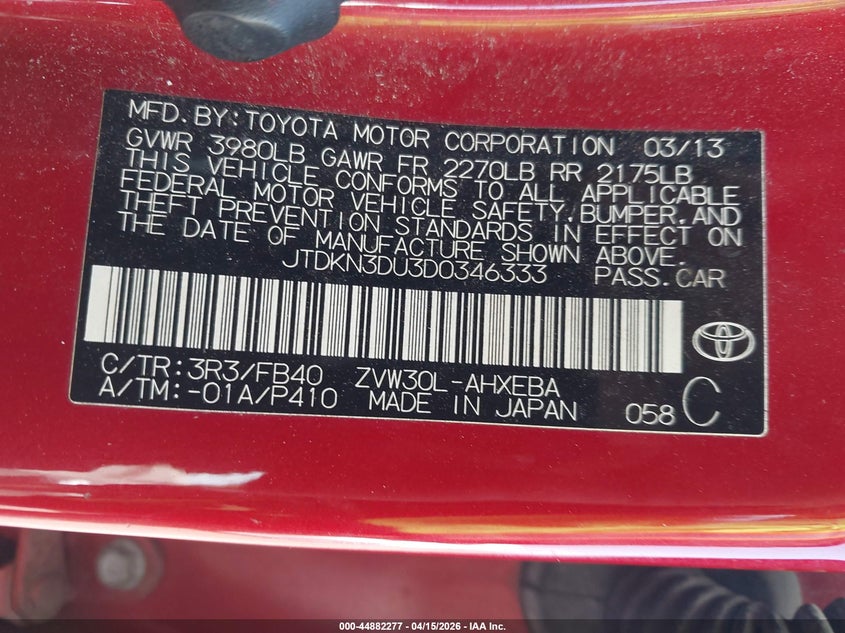 MFD.BY:TOYOTA MOTOR CORPORATION 03/13
GVWR 3980LB GAWR FR 2270LB RR 2175LB
THIS VEHICLE CONFORMS TO ALL APPLICABLE
FEDERAL MOTOR VEHICLE SAFETY,BUMPER,AND
THEFT PREVENTION STANDARDS IN EFFECT ON
THE DATE OF MANUFACTURE SHOWN ABOVE.
JTDKN3DU3D0346333 PASS.CAR
C/TR:3R3/FB40 ZVW30L-AHXEBA
A/TM:-01A/P410 MADE IN JAPAN 058 C
000-44882277 - 04/15/2026 - IAA Inc.